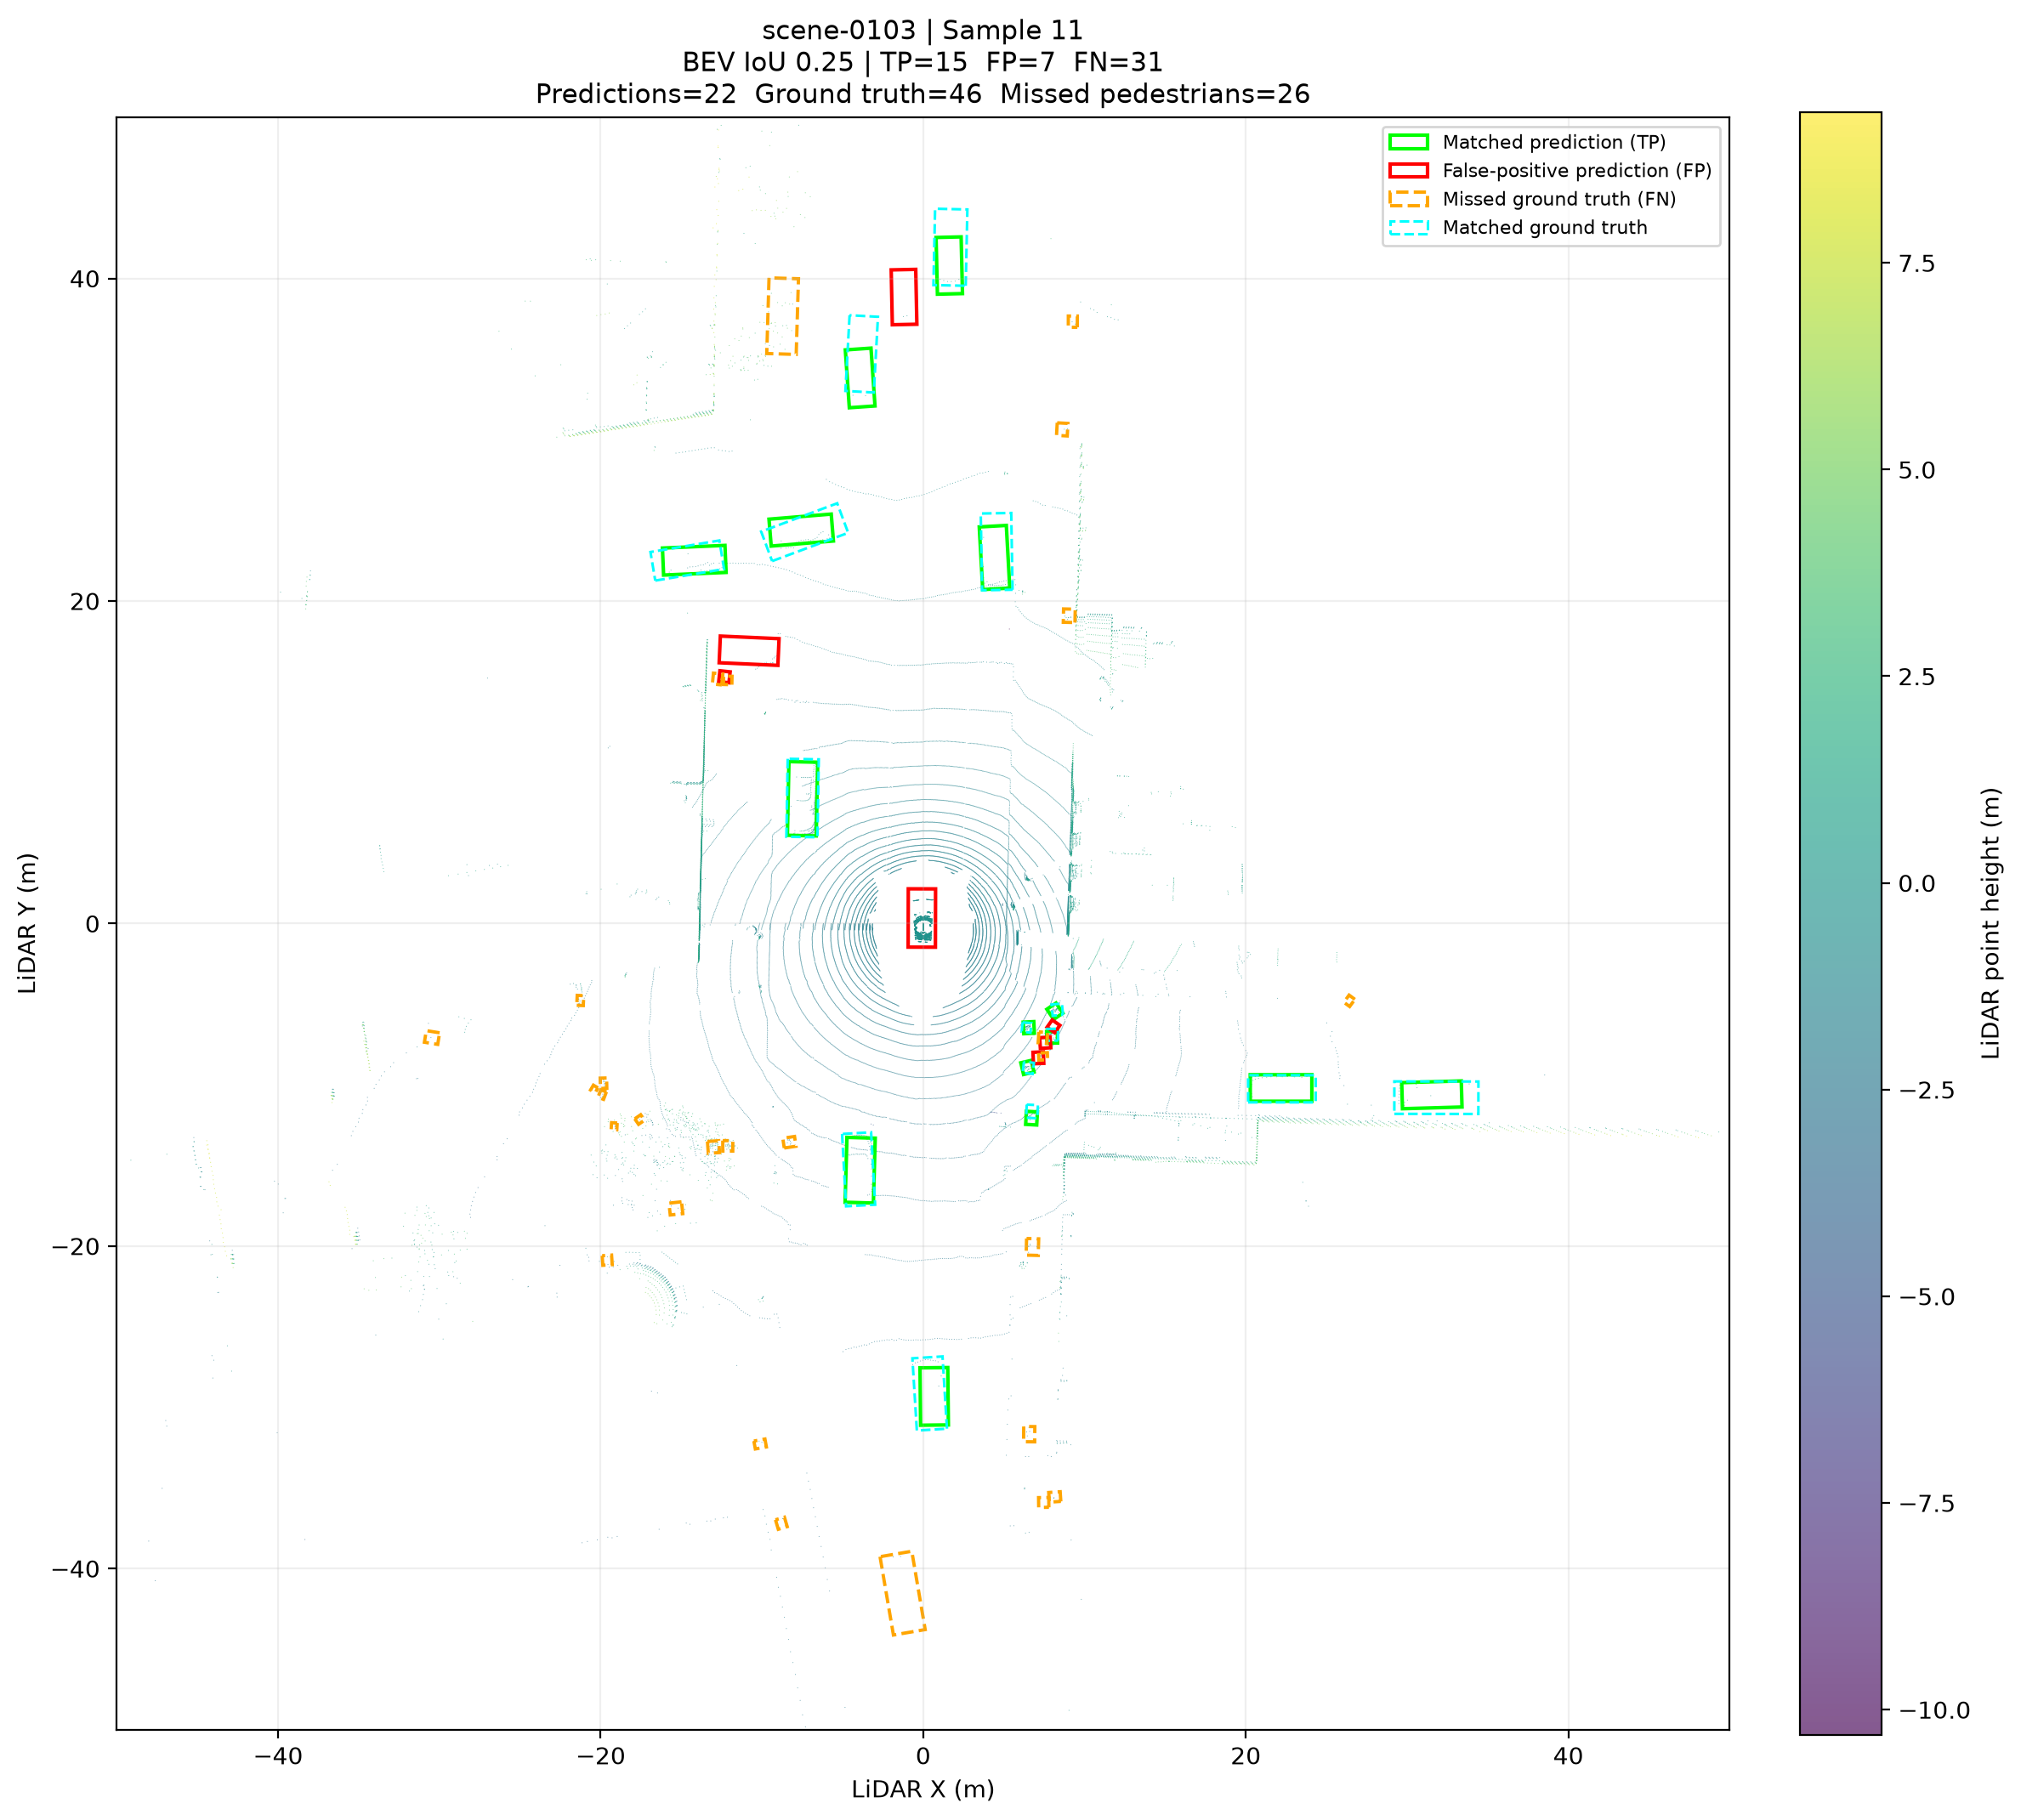 scene-0103 | Sample 11
BEV IoU 0.25 | TP=15  FP=7  FN=31
Predictions=22  Ground truth=46  Missed pedestrians=26
Matched prediction (TP)
False-positive prediction (FP)
Missed ground truth (FN)
Matched ground truth
40
20
0
−20
−40
LiDAR Y (m)
−40
−20
0
20
40
LiDAR X (m)
7.5
5.0
2.5
0.0
−2.5
−5.0
−7.5
−10.0
LiDAR point height (m)